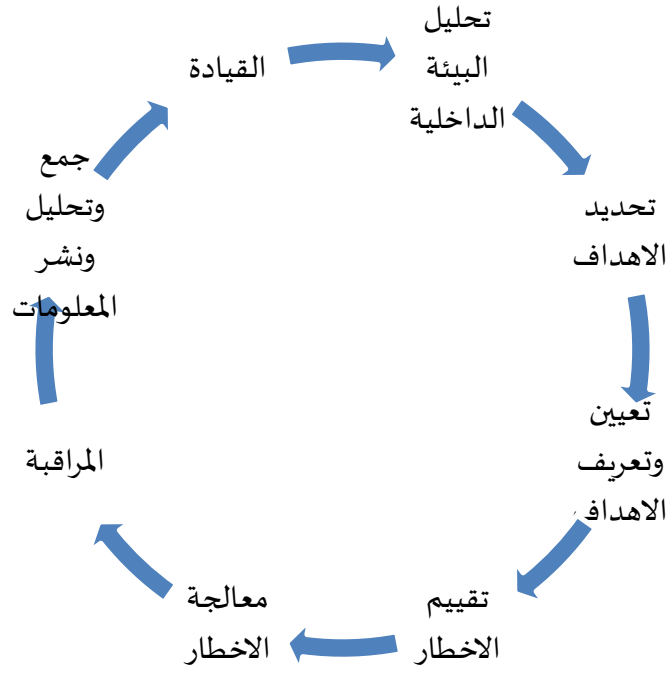 تحليل
البيئة
الداخلية
تحديد
الاهداف
تعيين
وتعريف
الاهداف
تقييم
الاخطار
معالجة
الاخطار
المراقبة
جمع
وتحليل
ونشر
المعلومات
القيادة